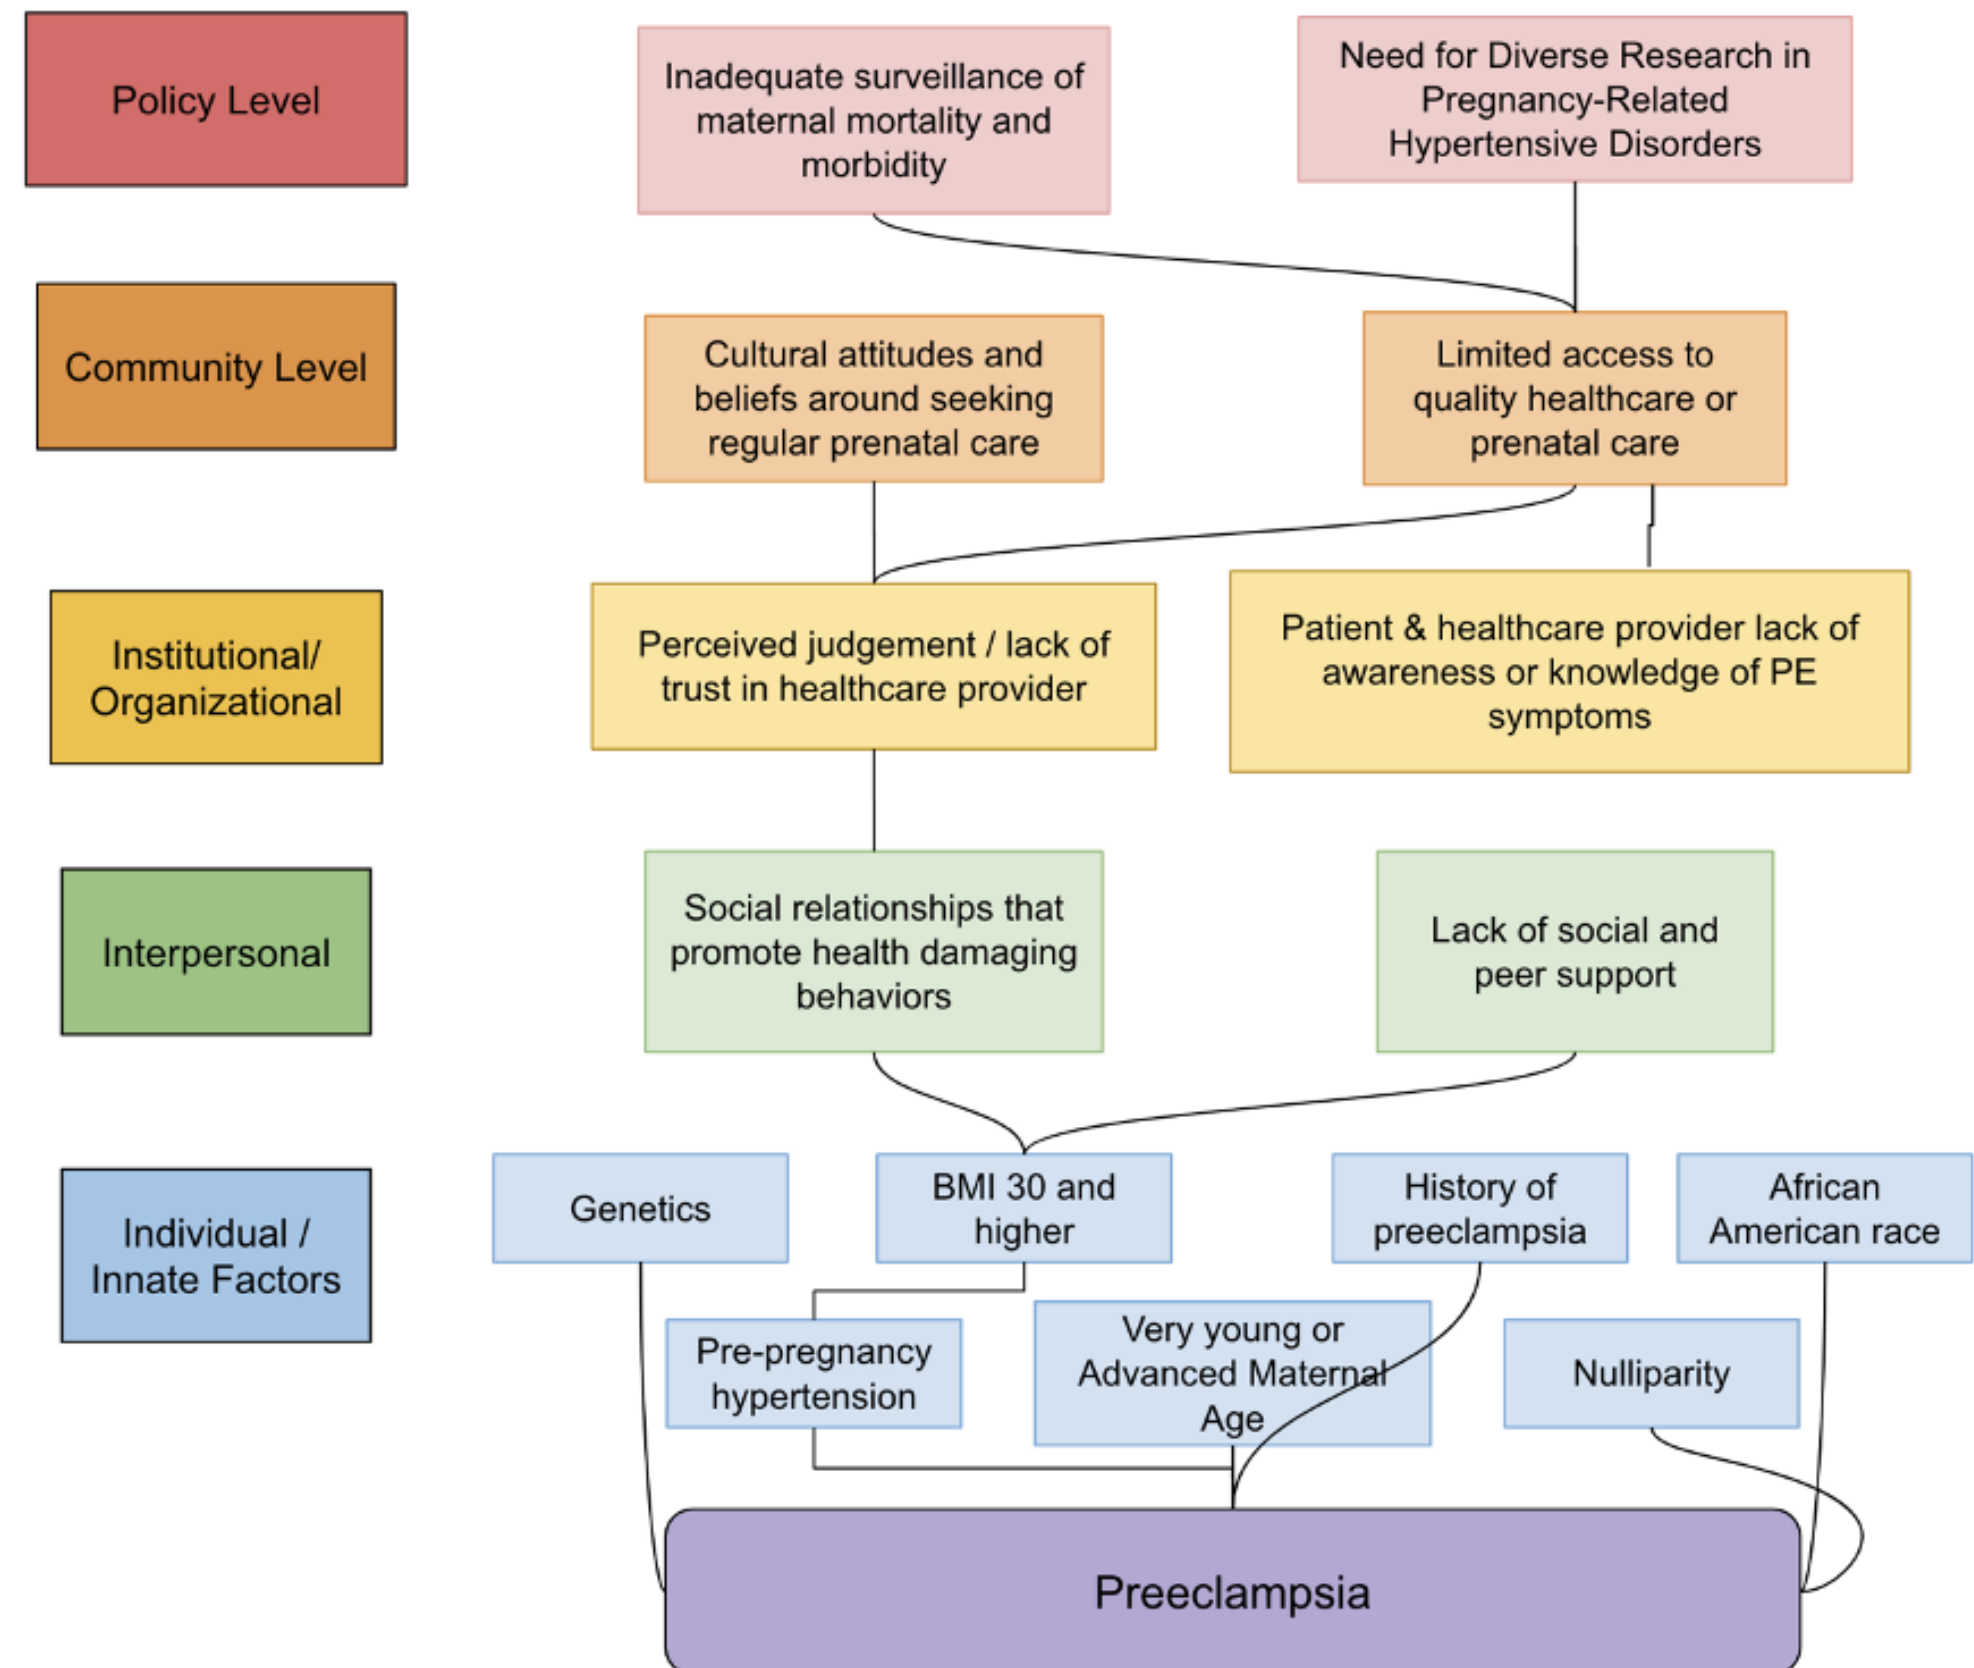 Policy Level
Inadequate surveillance of
maternal mortality and
morbidity
Need for Diverse Research in
Pregnancy-Related
Hypertensive Disorders
Community Level
Cultural attitudes and
beliefs around seeking
regular prenatal care
Limited access to
quality healthcare or
prenatal care
Institutional/
Organizational
Perceived judgement / lack of
trust in healthcare provider
Patient & healthcare provider lack of
awareness or knowledge of PE
symptoms
Interpersonal
Social relationships that
promote health damaging
behaviors
Lack of social and
peer support
Individual /
Innate Factors
Genetics
BMI 30 and
higher
History of
preeclampsia
African
American race
Pre-pregnancy
hypertension
Very young or
Advanced Maternal
Age
Nulliparity
Preeclampsia